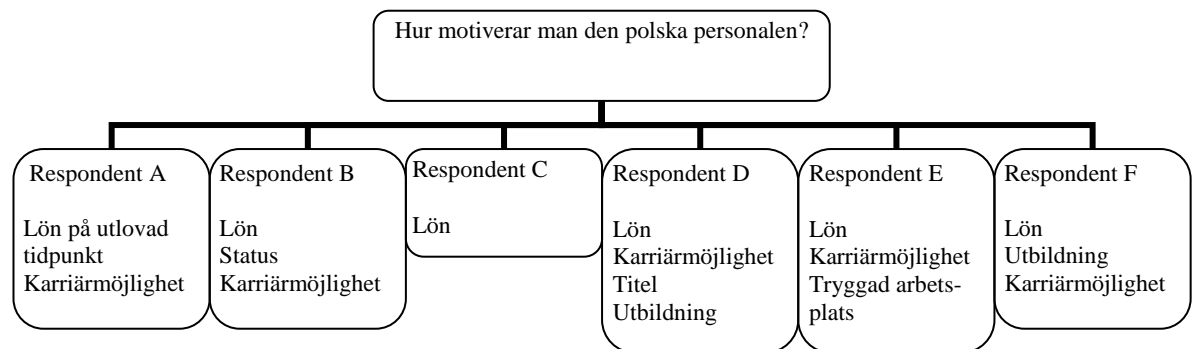 Hur motiverar man den polska personalen?
Respondent A
Lön på utlovad
tidpunkt
Karriärmöjlighet
Respondent B
Lön
Status
Karriärmöjlighet
Respondent C
Lön
Respondent D
Lön
Karriärmöjlighet
Titel
Utbildning
Respondent E
Lön
Karriärmöjlighet
Tryggad arbets-
plats
Respondent F
Lön
Utbildning
Karriärmöjlighet